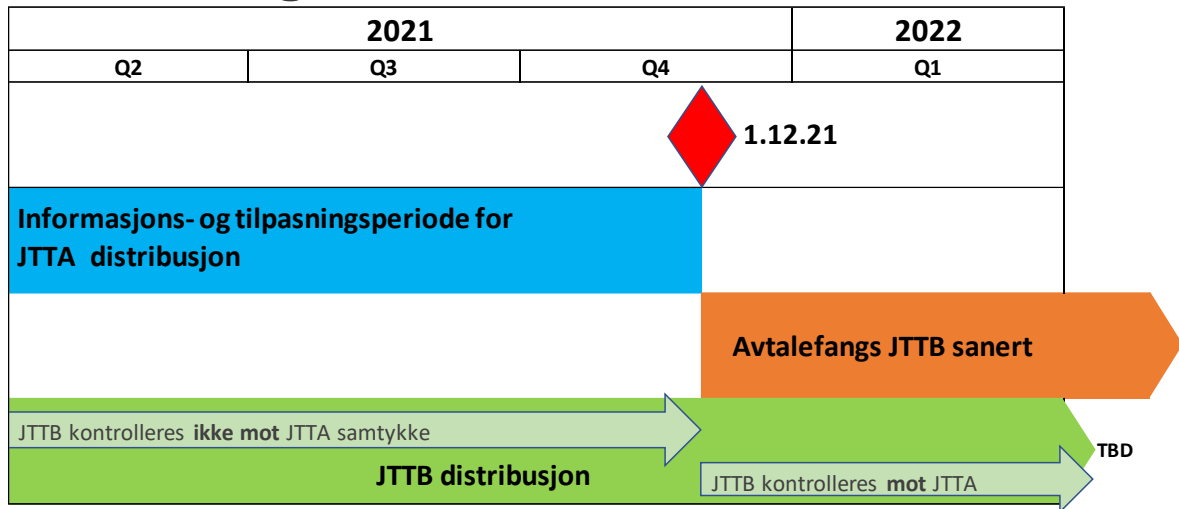 2021 2022
Q2 Q3 Q4 Q1
1.12.21
Informasjons- og tilpasningsperiode for
JTTA distribusjon
Avtalefangs JTTB sanert
JTTB kontrolleres ikke mot JTTA samtykke
TBD
JTTB distribusjon
JTTB kontrolleres mot JTTA